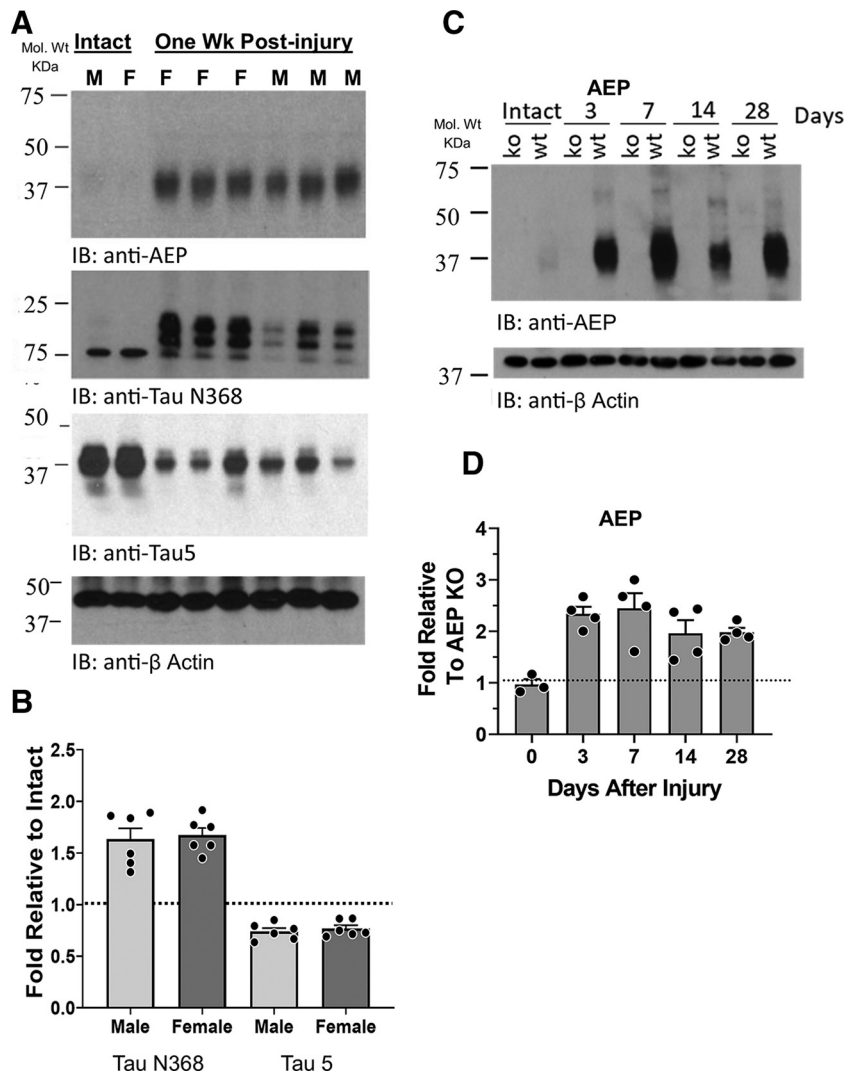 A
Mol. Wt
KDa
Intact
One Wk Post-injury
M F F F F M M M
75
50
37
IB: anti-AEP
25
75
IB: anti-Tau N368
50
37
IB: anti-Tau5
50
37
IB: anti-β Actin
B
Fold Relative to Intact
2.5
2.0
1.5
1.0
0.5
0.0
Male Female Male Female
Tau N368 Tau 5
C
AEP
Mol. Wt
KDa
Intact 3 7 14 28 Days
ko wt ko wt ko wt ko wt ko wt
75
50
37
IB: anti-AEP
37
IB: anti-β Actin
D
AEP
Fold Relative
To AEP KO
4
3
2
1
0
0 3 7 14 28
Days After Injury